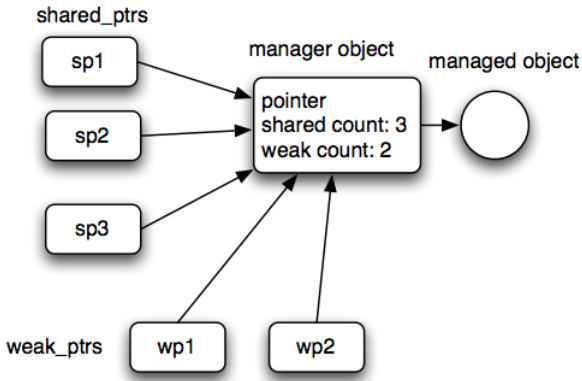 shared_ptrs
sp1
manager object
managed object
pointer
shared count: 3
weak count: 2
sp2
sp3
weak_ptrs
wp1
wp2